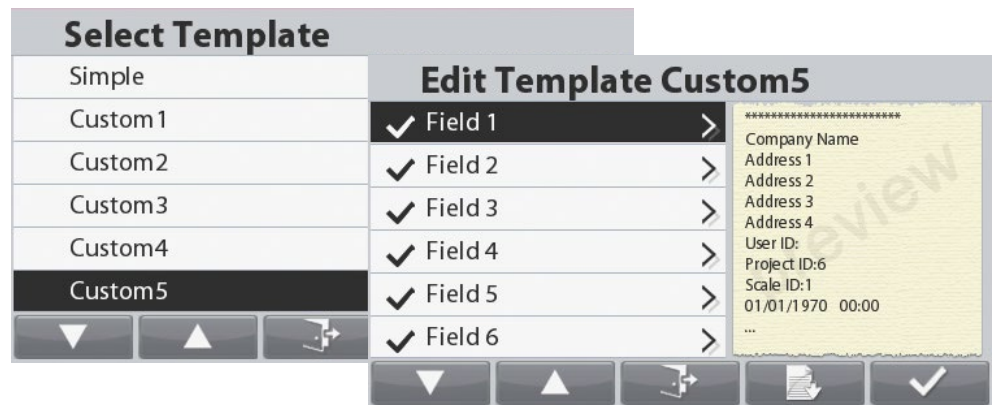 Select Template
Simple
Custom1
Custom2
Custom3
Custom4
Custom5
Edit Template Custom5
Field 1
Field 2
Field 3
Field 4
Field 5
Field 6
************************
Company Name
Address 1
Address 2
Address 3
Address 4
User ID:
Project ID:6
Scale ID:1
01/01/1970 00:00
...
preview